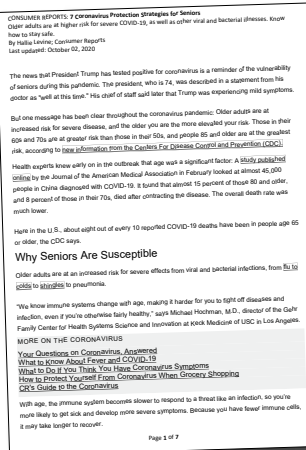 CONSUMER REPORTS: 7 Coronavirus Protection Strategies for Seniors
Older adults are at higher risk for severe COVID-19, as well as other viral and bacterial illnesses. Know
how to stay safe.
By Hallie Levine; Consumer Reports
Last updated: October 02, 2020
The news that President Trump has tested positive for coronavirus is a reminder of the vulnerability
of seniors during this pandemic. The president, who is 74, was described in a statement from his
doctor as "well at this time." His chief of staff said later that Trump was experiencing mild symptoms.
But one message has been clear throughout the coronavirus pandemic: Older adults are at
increased risk for severe disease, and the older you are the more elevated your risk. Those in their
60s and 70s are at greater risk than those in their 50s, and people 85 and older are at the greatest
risk, according to new information from the Centers For Disease Control and Prevention (CDC).
Health experts knew early on in the outbreak that age was a significant factor: A study published
online by the Journal of the American Medical Association in February looked at almost 45,000
people in China diagnosed with COVID-19. It found that almost 15 percent of those 80 and older,
and 8 percent of those in their 70s, died after contracting the disease. The overall death rate was
much lower.
Here in the U.S., about eight out of every 10 reported COVID-19 deaths have been in people age 65
or older, the CDC says.
Why Seniors Are Susceptible
Older adults are at an increased risk for severe effects from viral and bacterial infections, from flu to
colds to shingles to pneumonia.
"We know immune systems change with age, making it harder for you to fight off diseases and
infection, even if you're otherwise fairly healthy," says Michael Hochman, M.D., director of the Gehr
Family Center for Health Systems Science and Innovation at Keck Medicine of USC in Los Angeles.
MORE ON THE CORONAVIRUS
Your Questions on Coronavirus, Answered
What to Know About Fever and COVID-19
What to Do If You Think You Have Coronavirus Symptoms
How to Protect Yourself From Coronavirus When Grocery Shopping
CR's Guide to the Coronavirus
With age, the immune system becomes slower to respond to a threat like an infection, so you're
more likely to get sick and develop more severe symptoms. Because you have fewer immune cells,
it may take longer to recover.
Page 1 of 7